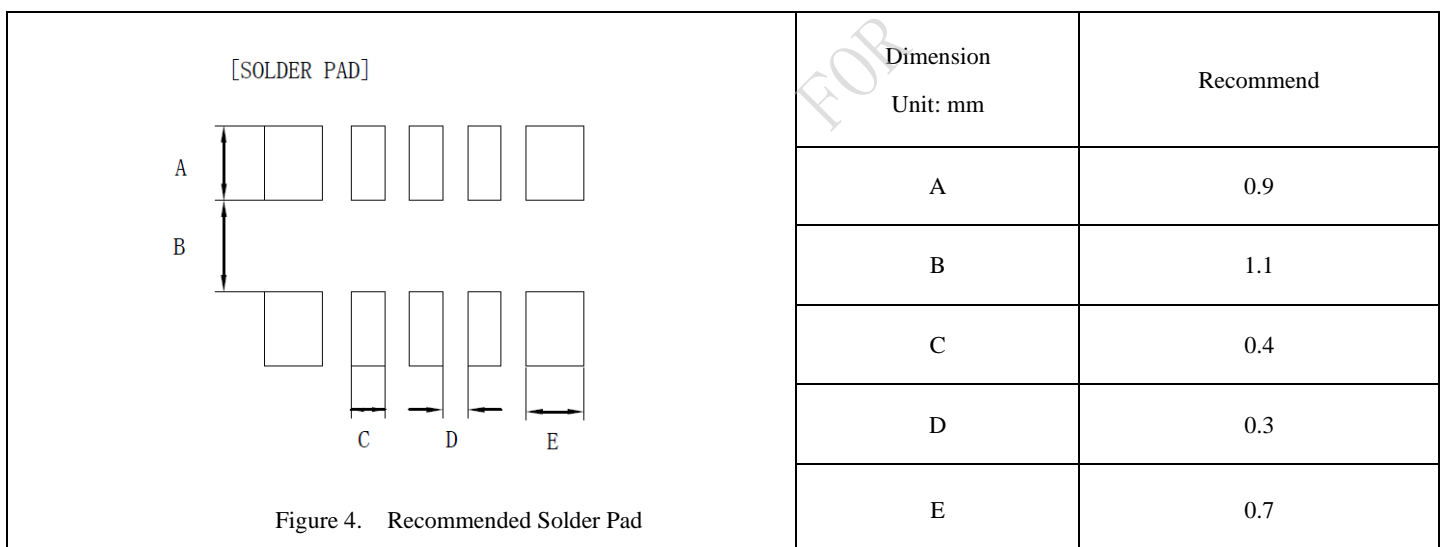 [SOLDER PAD]
A
B
C D E
Figure 4. Recommended Solder Pad
FOR
Dimension
Unit: mm
Recommend
A 0.9
B 1.1
C 0.4
D 0.3
E 0.7